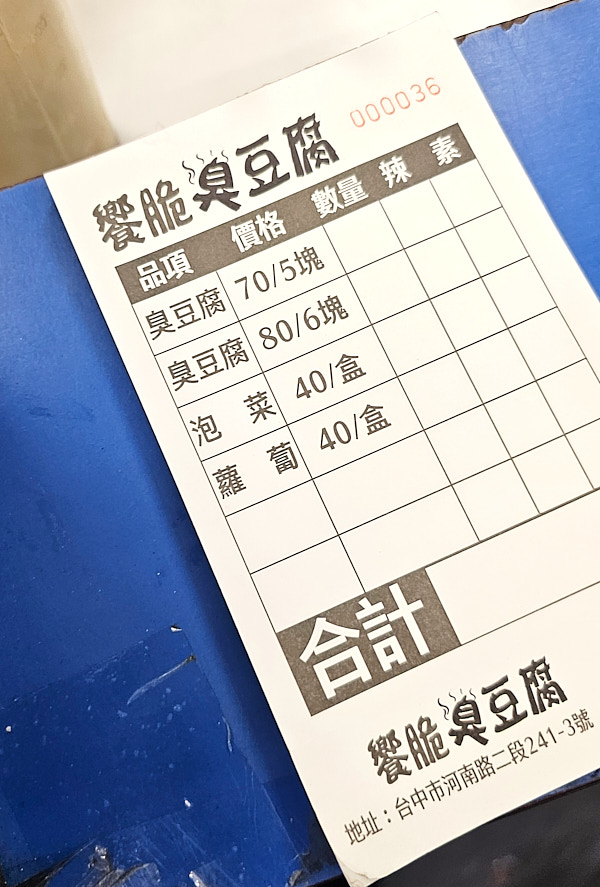 000036
饗脆臭豆腐
品項 價格 數量 辣 素
臭豆腐 70/5塊
臭豆腐 80/6塊
泡菜 40/盒
蘿蔔 40/盒
合計
饗脆臭豆腐
地址：台中市河南路二段241-3號